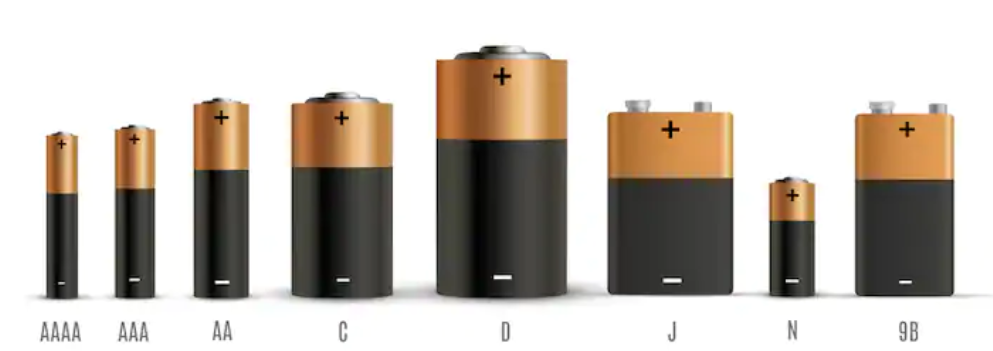 + + + + + + + +
- - - - - - - -
AAAA AAA AA C D J N 9B